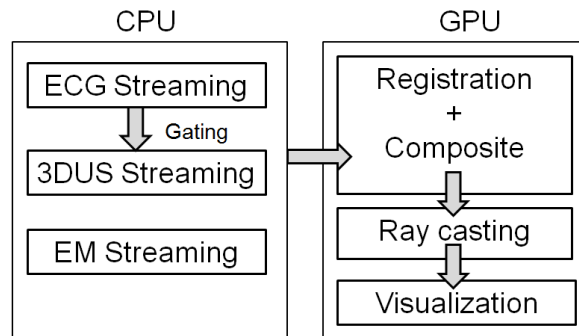 CPU
ECG Streaming
Gating
3DUS Streaming
EM Streaming
GPU
Registration
+
Composite
Ray casting
Visualization